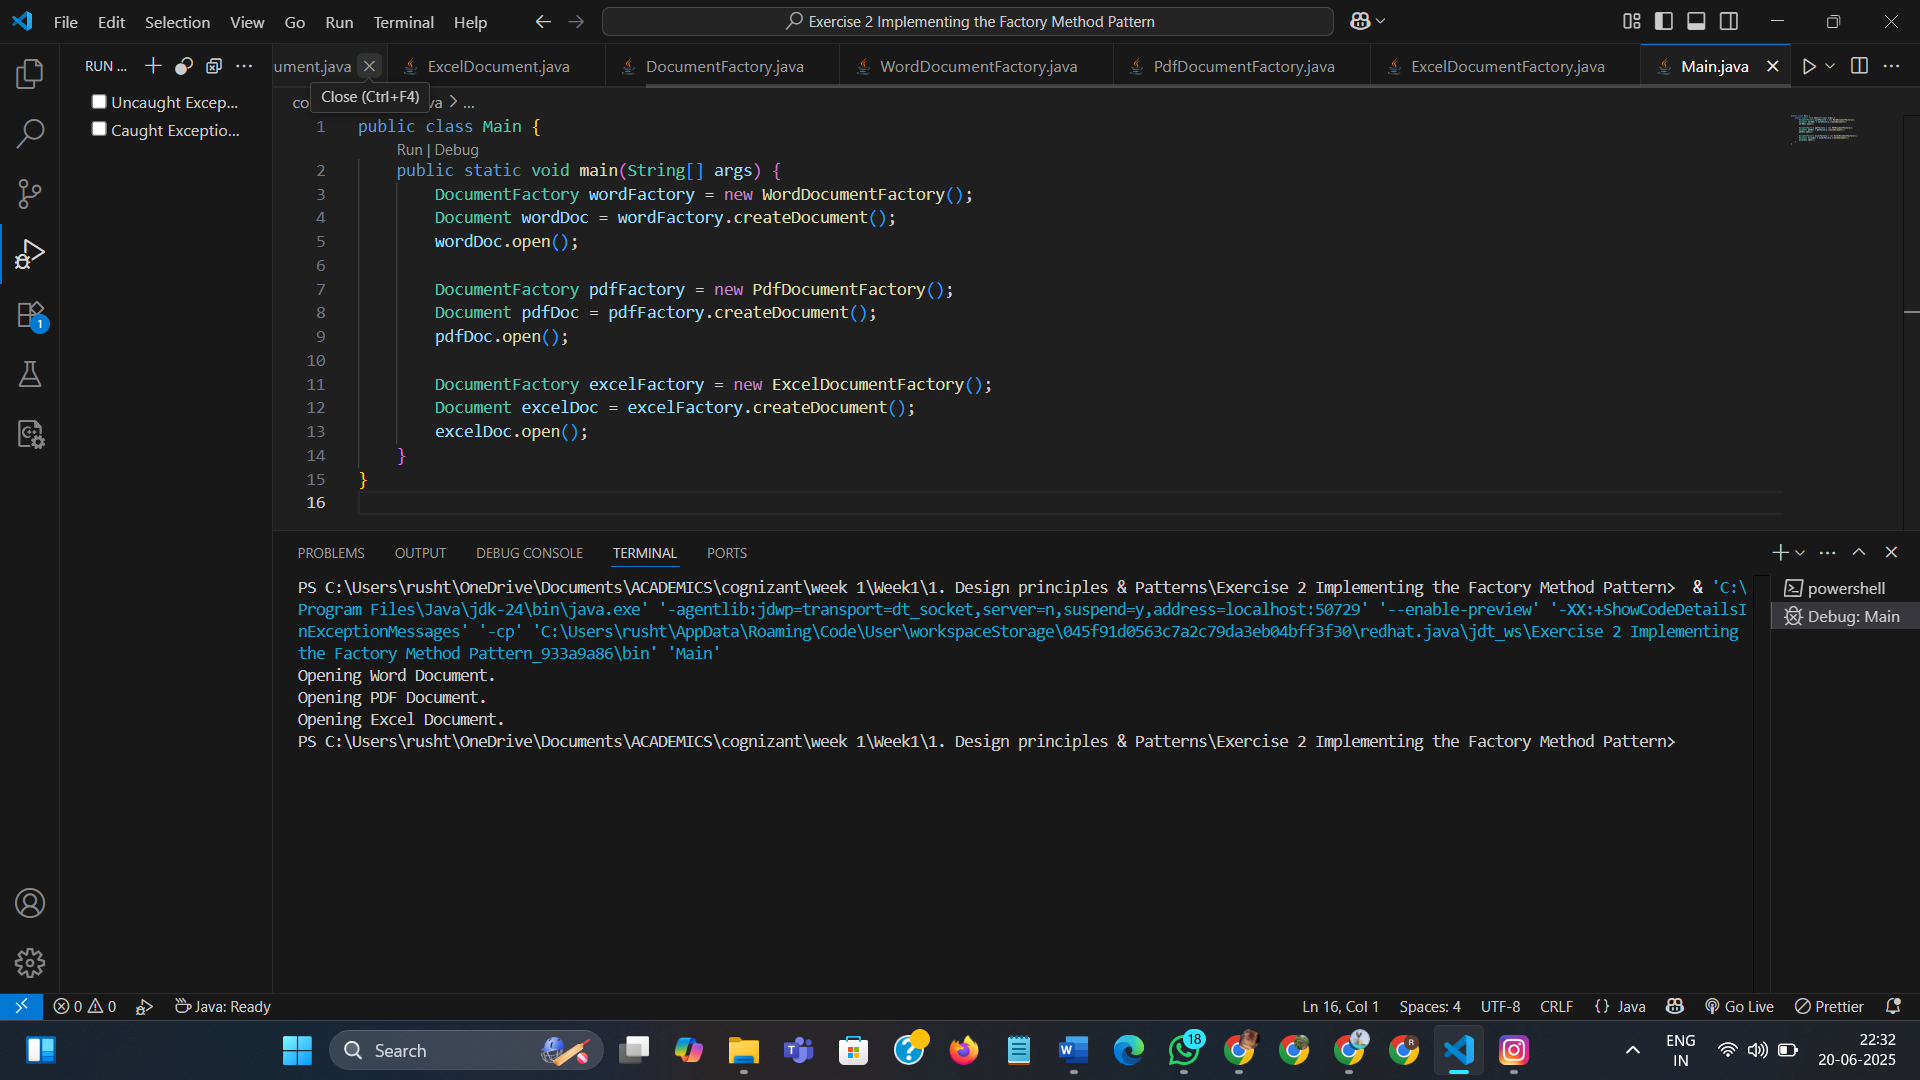 File Edit Selection View Go Run Terminal Help
Exercise 2 Implementing the Factory Method Pattern
RUN ...
ument.java ExcelDocument.java DocumentFactory.java WordDocumentFactory.java PdfDocumentFactory.java ExcelDocumentFactory.java Main.java
Uncaught Excep...
Caught Exceptio...
Close (Ctrl+F4)
co va > ...
1 public class Main {
Run | Debug
2 public static void main(String[] args) {
3 DocumentFactory wordFactory = new WordDocumentFactory();
4 Document wordDoc = wordFactory.createDocument();
5 wordDoc.open();
6
7 DocumentFactory pdfFactory = new PdfDocumentFactory();
8 Document pdfDoc = pdfFactory.createDocument();
9 pdfDoc.open();
10
11 DocumentFactory excelFactory = new ExcelDocumentFactory();
12 Document excelDoc = excelFactory.createDocument();
13 excelDoc.open();
14 }
15 }
16
PROBLEMS OUTPUT DEBUG CONSOLE TERMINAL PORTS
PS C:\Users\rusht\OneDrive\Documents\ACADEMICS\cognizant\week 1\Week1\1. Design principles & Patterns\Exercise 2 Implementing the Factory Method Pattern> & 'C:\
Program Files\Java\jdk-24\bin\java.exe' '-agentlib:jdwp=transport=dt_socket,server=n,suspend=y,address=localhost:50729' '--enable-preview' '-XX:+ShowCodeDetailsI
nExceptionMessages' '-cp' 'C:\Users\rusht\AppData\Roaming\Code\User\workspaceStorage\045f91d0563c7a2c79da3eb04bff3f30\redhat.java\jdt_ws\Exercise 2 Implementing
the Factory Method Pattern_933a9a86\bin' 'Main'
Opening Word Document.
Opening PDF Document.
Opening Excel Document.
PS C:\Users\rusht\OneDrive\Documents\ACADEMICS\cognizant\week 1\Week1\1. Design principles & Patterns\Exercise 2 Implementing the Factory Method Pattern>
powershell
Debug: Main
1
0 0 Java: Ready
Ln 16, Col 1 Spaces: 4 UTF-8 CRLF {} Java Go Live Prettier
Search
18
ENG
IN
22:32
20-06-2025